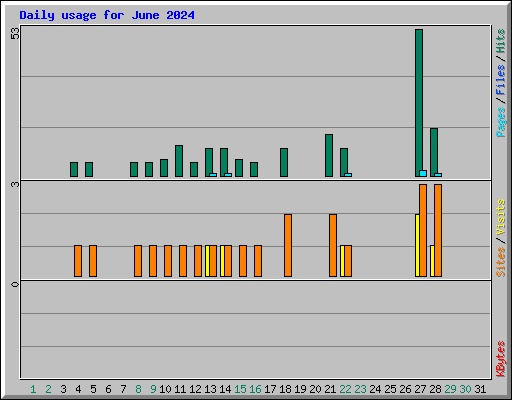 Daily usage for June 2024
53
3
0
Pages / Files / Hits
Sites / Visits
KBytes
1 2 3 4 5 6 7 8 9 10 11 12 13 14 15 16 17 18 19 20 21 22 23 24 25 26 27 28 29 30 31